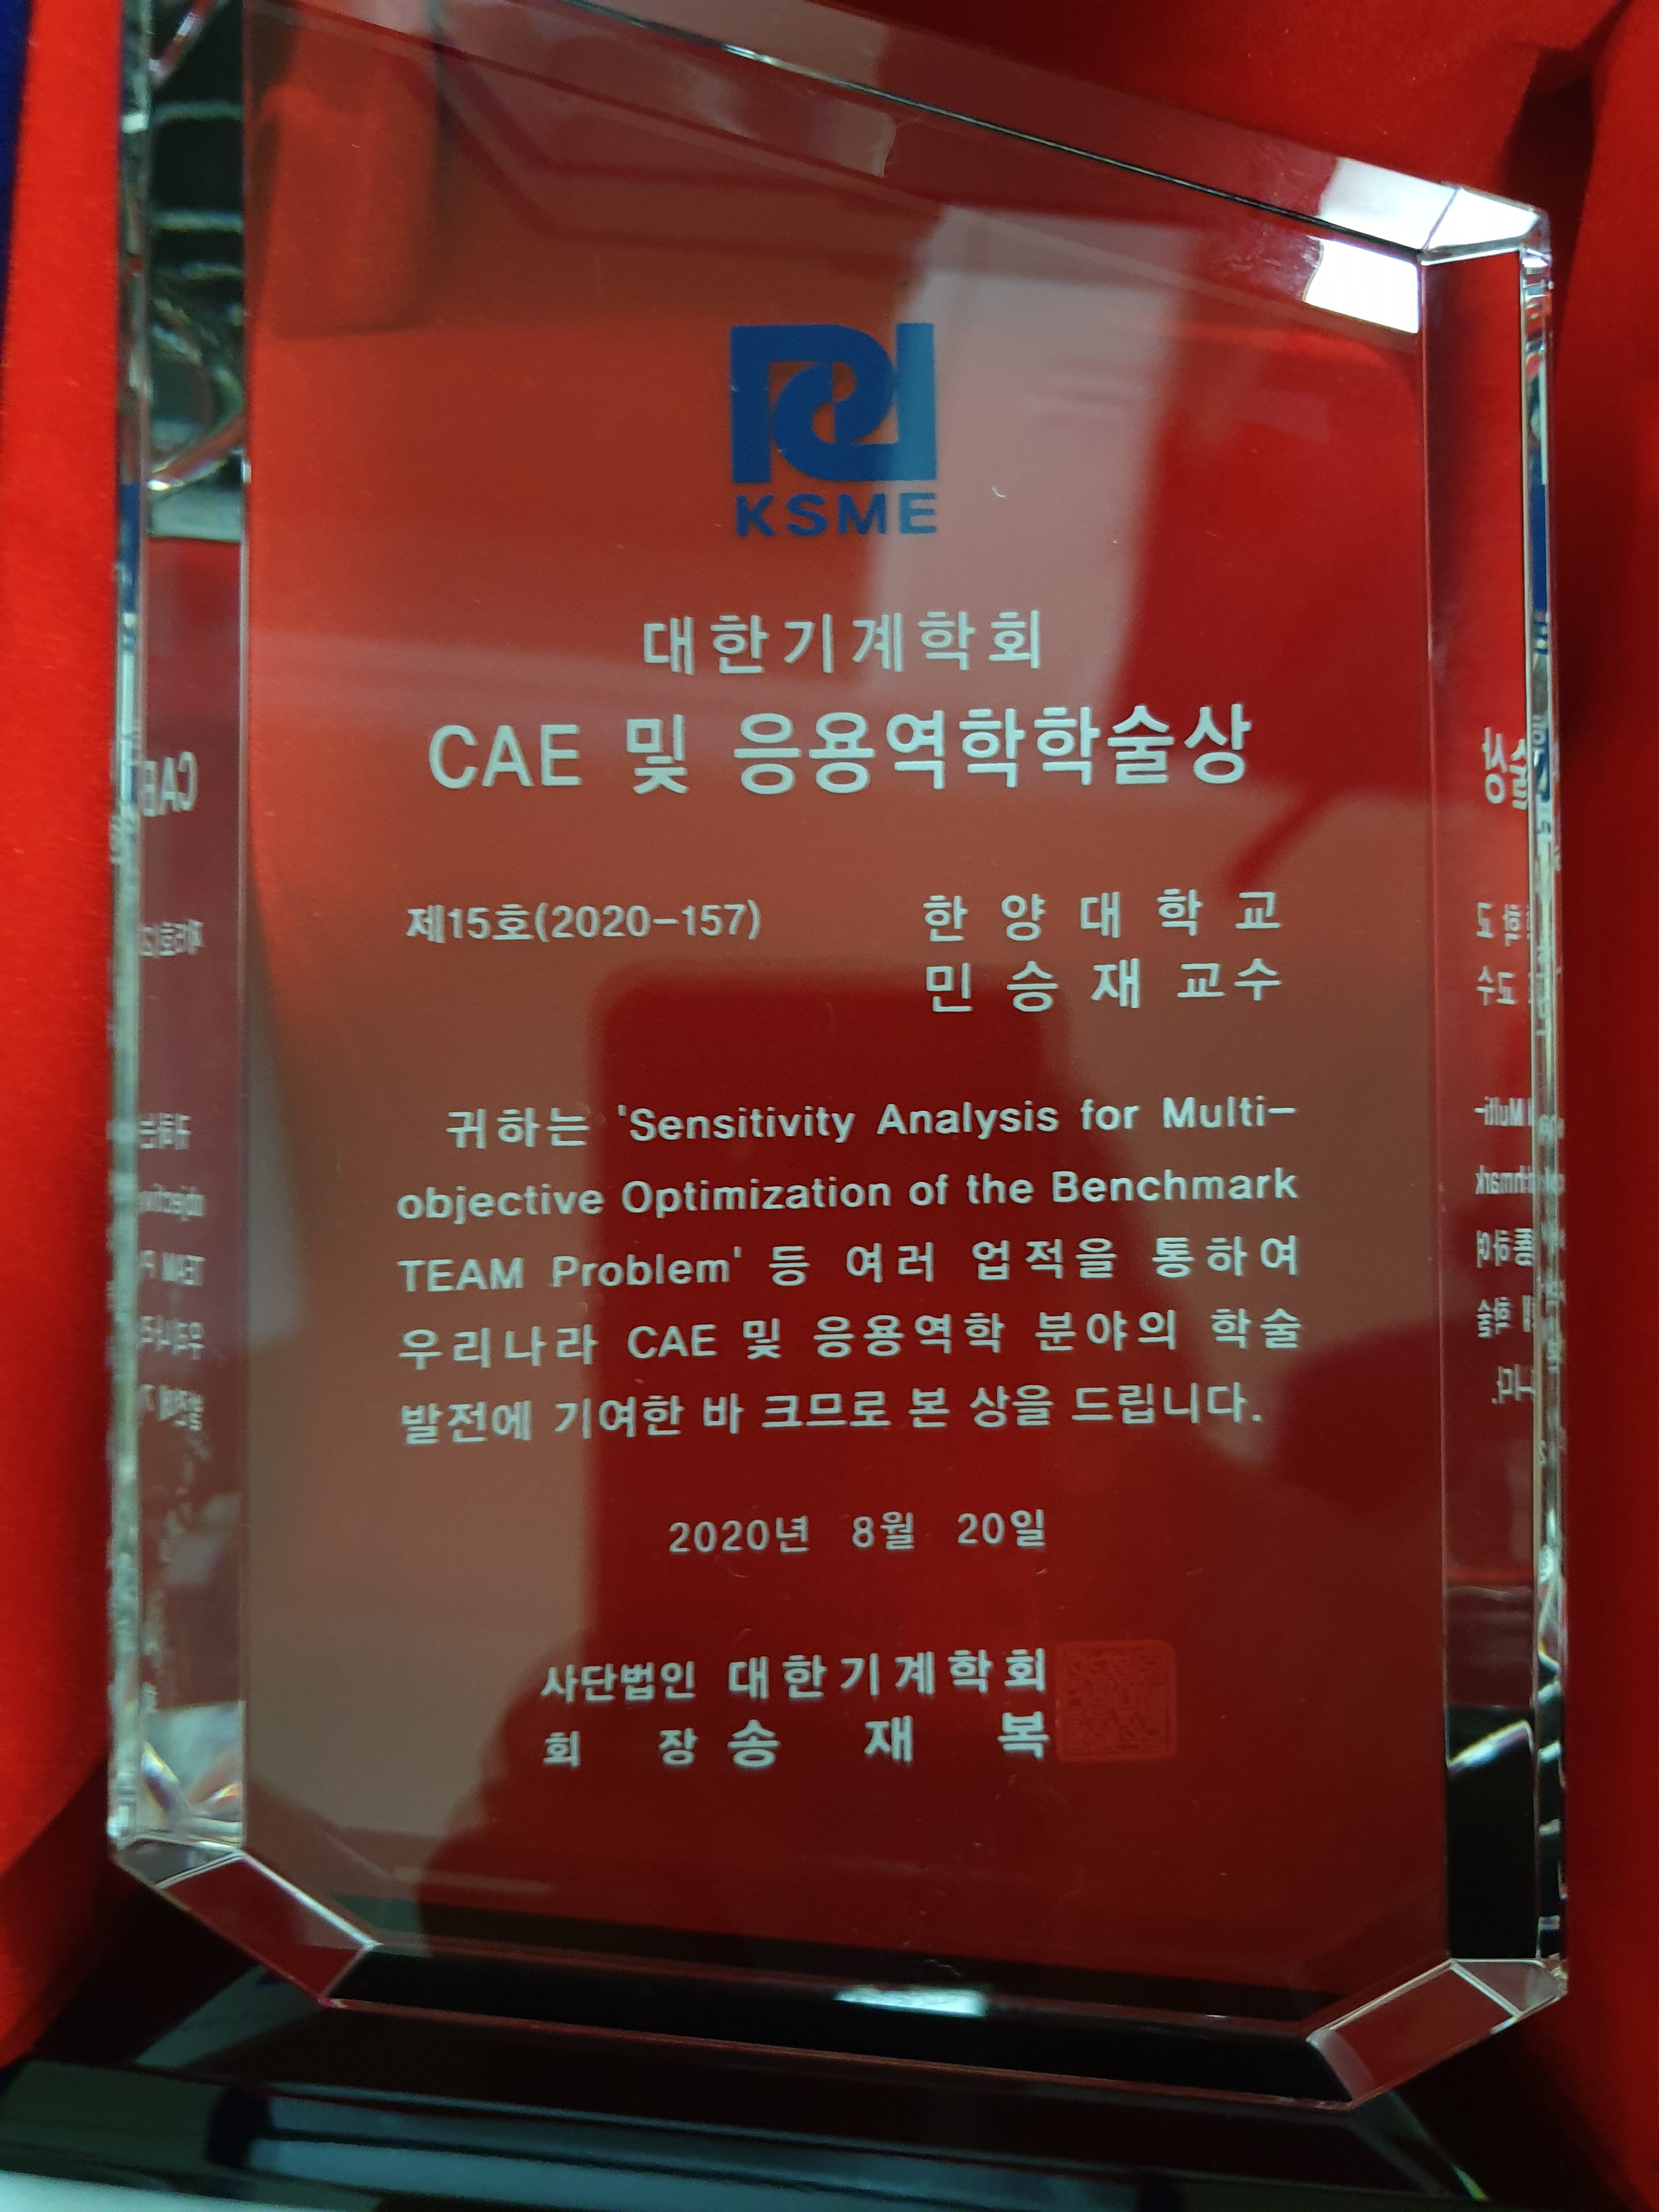 KSME
대한기계학회
CAE 및 응용역학학술상
제15호(2020-157)
한양대학교
민승재교수
귀하는 'Sensitivity Analysis for Multi-
objective Optimization of the Benchmark
TEAM Problem' 등 여러 업적을 통하여
우리나라 CAE 및 응용역학 분야의 학술
발전에 기여한 바 크므로 본 상을 드립니다.
2020년 8월 20일
사단법인 대한기계학회
회 장 송 재 복